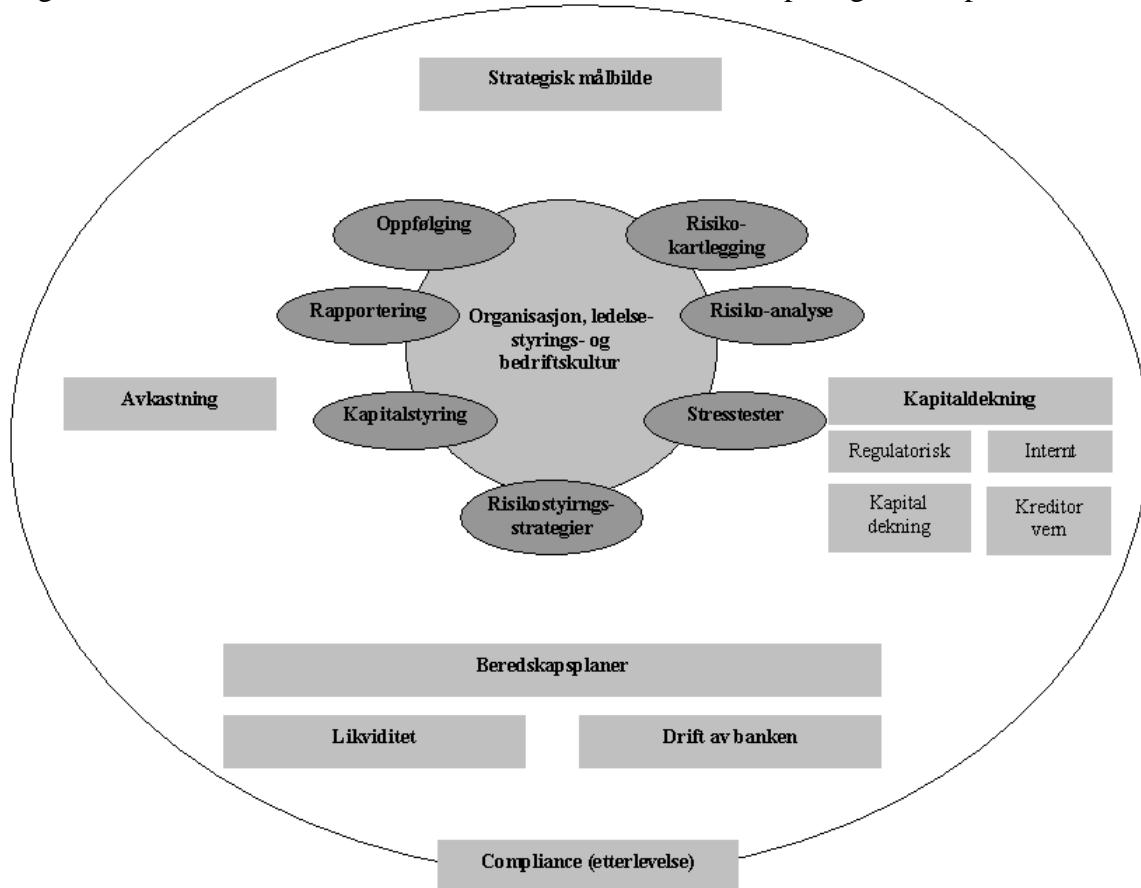 Strategisk målbilde
Oppfølging
Risiko-
kartlegging
Rapportering
Organisasjon, ledelse-
styrings- og
bedriftskultur
Risiko-analyse
Avkastning
Kapitalstyring
Stresstester
Kapitaldekning
Regulatorisk
Internt
Kapital
dekning
Kreditor
vern
Risikostyirngs-
strategier
Beredskapsplaner
Likviditet
Drift av banken
Compliance (etterlevelse)